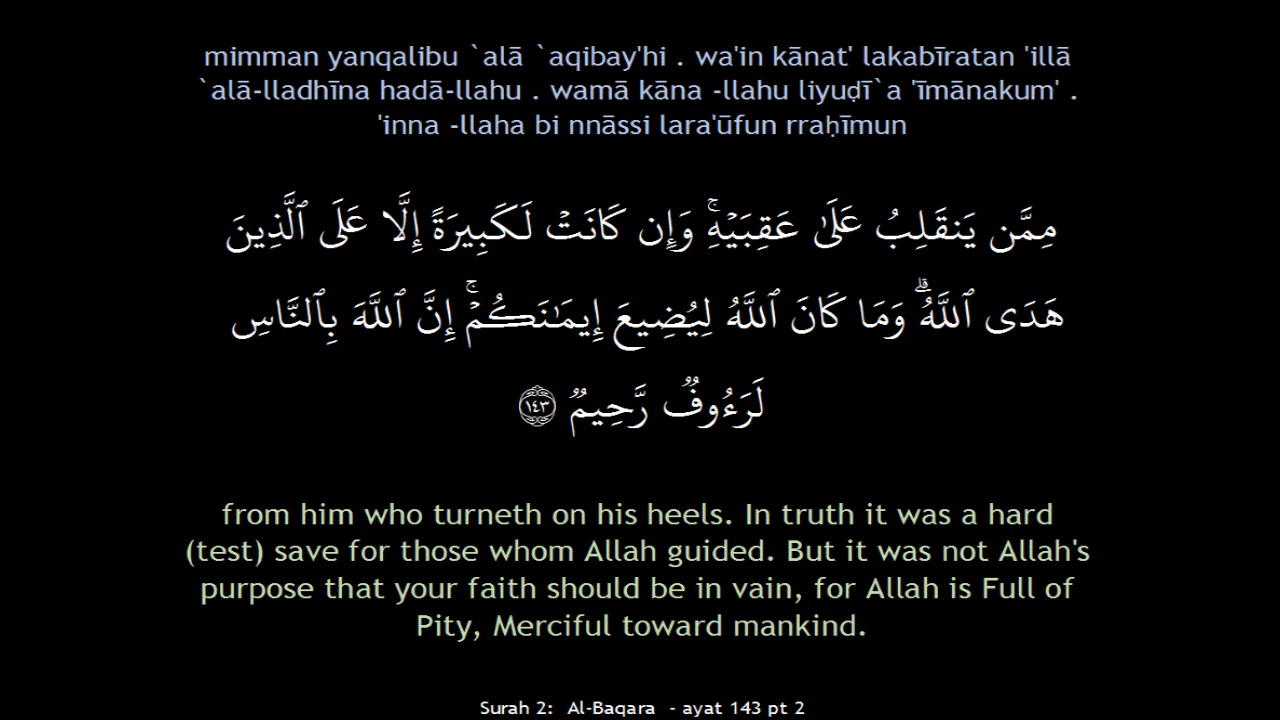 mimman yanqalibu `alā `aqibay'hi . wa'in kānat' lakabīratan 'illā
`alā-lladhīna hadā-llahu . wamā kāna -llahu liyuḍī`a 'īmānakum' .
'inna -llaha bi nnāssi lara'ūfun rraḥīmun
مِمَّن يَنقَلِبُ عَلَىٰ عَقِبَيْهِ ۚ وَإِن كَانَتْ لَكَبِيرَةً إِلَّا عَلَى ٱلَّذِينَ
هَدَى ٱللَّهُ ۗ وَمَا كَانَ ٱللَّهُ لِيُضِيعَ إِيمَـٰنَكُمْ ۚ إِنَّ ٱللَّهَ بِٱلنَّاسِ
لَرَءُوفٌ رَّحِيمٌ ١٤٣
from him who turneth on his heels. In truth it was a hard
(test) save for those whom Allah guided. But it was not Allah's
purpose that your faith should be in vain, for Allah is Full of
Pity, Merciful toward mankind.
Surah 2: Al-Baqara - ayat 143 pt 2